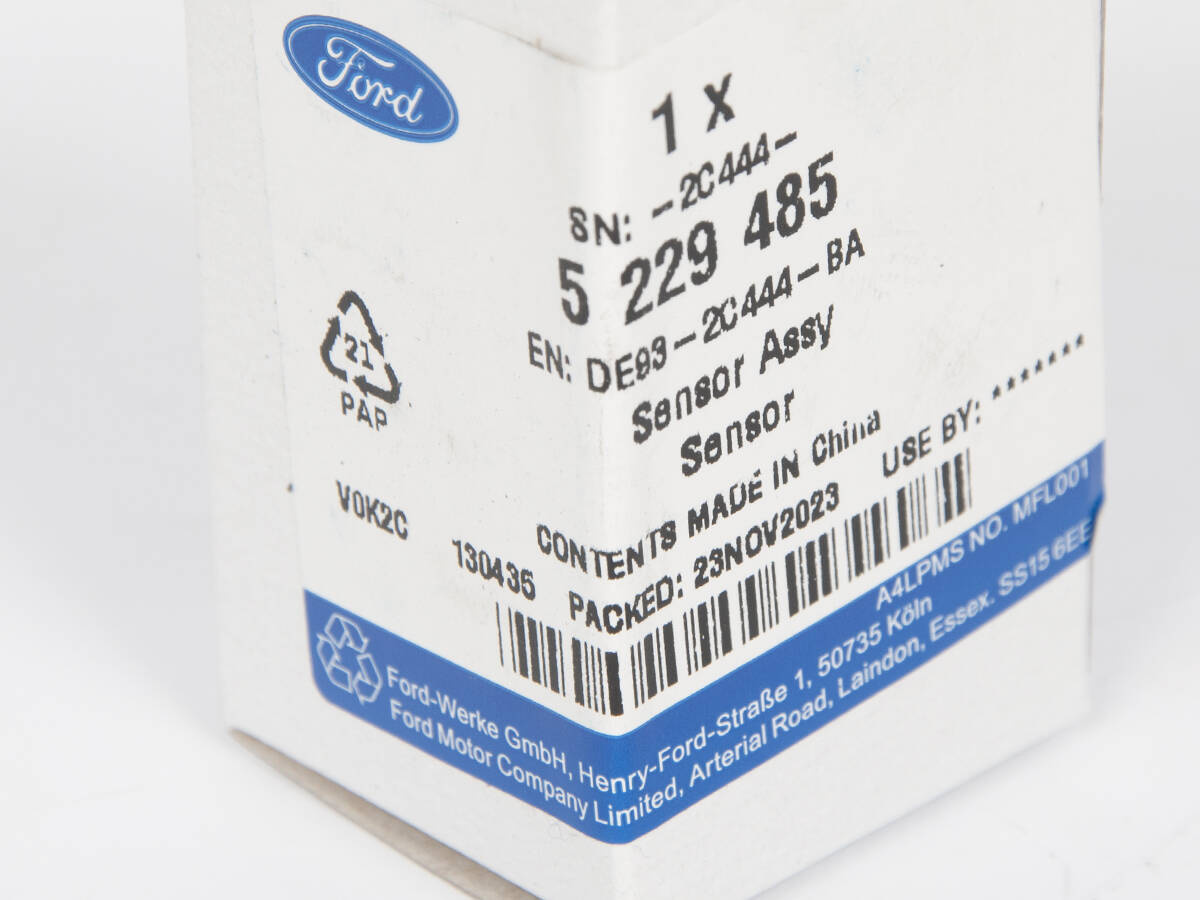 Ford
1 X
SN: -2C444-
5 229 485
EN: DE93-2C444-BA
Sensor Assy
Sensor
21
PAP
CONTENTS MADE IN China
V0K2C
130435 PACKED: 23NOV2023 USE BY: *******
A4LPMS NO. MFL001
Ford-Werke GmbH, Henry-Ford-Straße 1, 50735 Köln
Ford Motor Company Limited, Arterial Road, Laindon, Essex. SS15 6EE